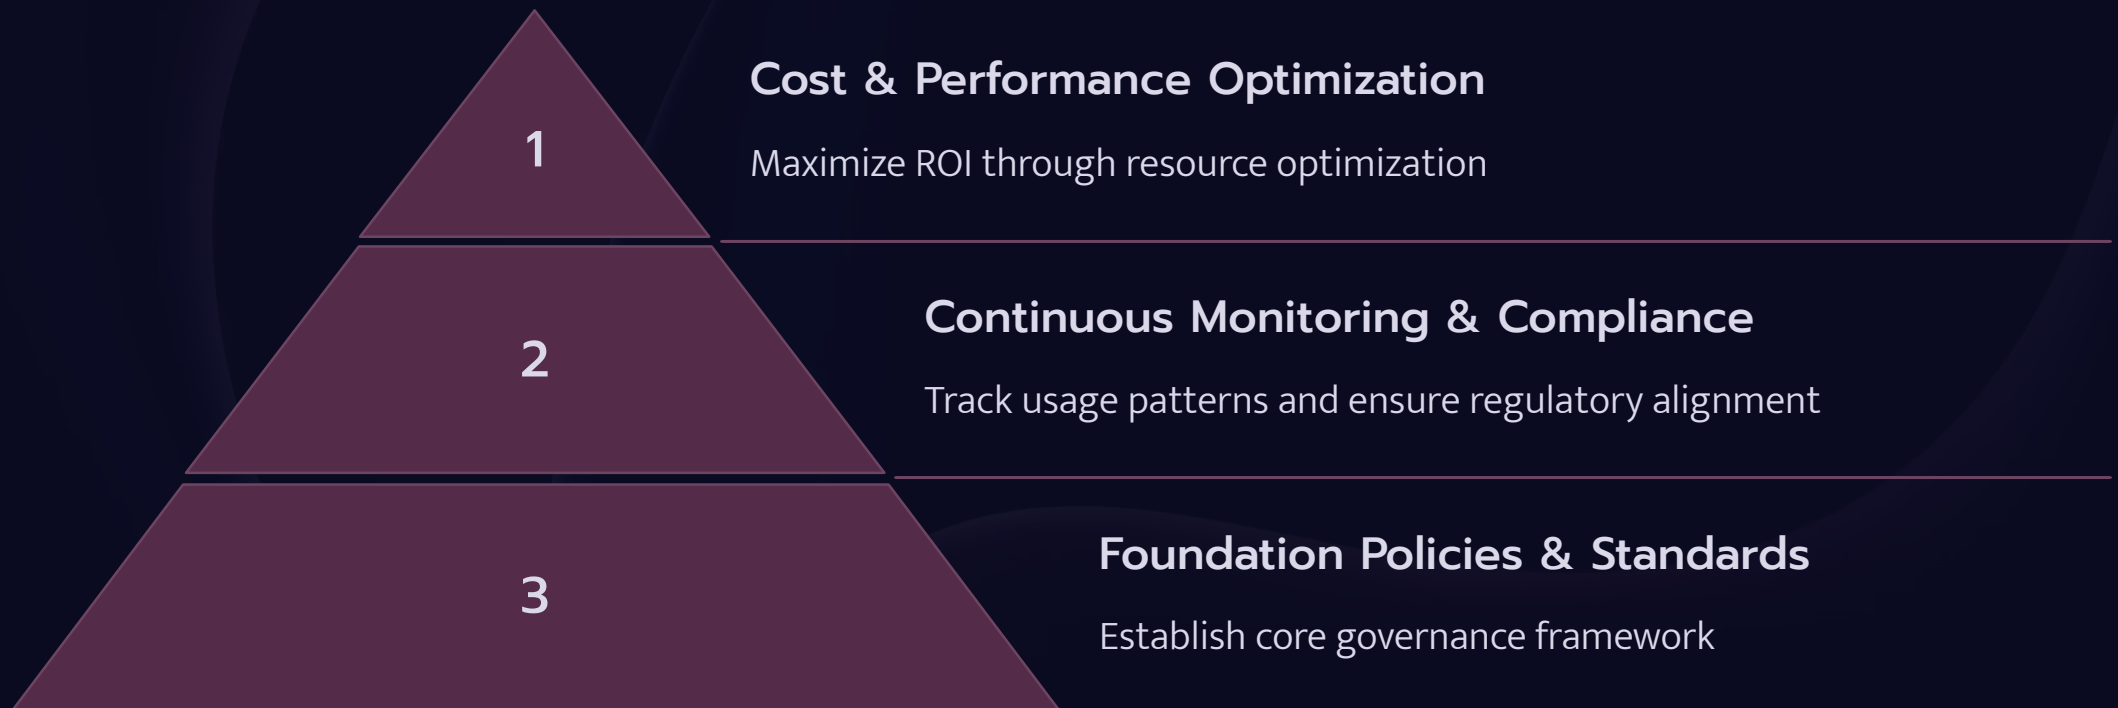 1
Cost & Performance Optimization
Maximize ROI through resource optimization
2
Continuous Monitoring & Compliance
Track usage patterns and ensure regulatory alignment
3
Foundation Policies & Standards
Establish core governance framework